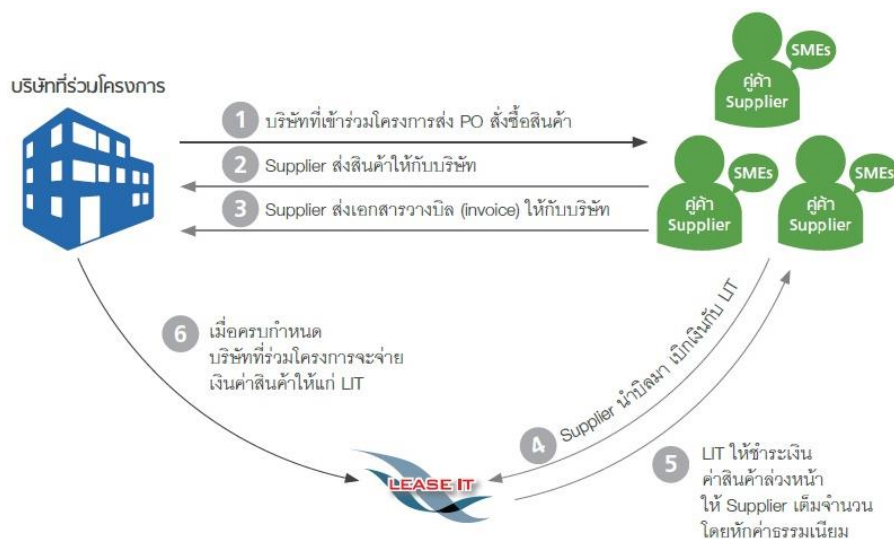 บริษัทที่ร่วมโครงการ
SMEs
คู่ค้า
Supplier
1 บริษัทที่เข้าร่วมโครงการส่ง PO สั่งซื้อสินค้า
2 Supplier ส่งสินค้าให้กับบริษัท
3 Supplier ส่งเอกสารวางบิล (invoice) ให้กับบริษัท
SMEs
คู่ค้า
Supplier
SMEs
คู่ค้า
Supplier
6 เมื่อครบกำหนด
บริษัทที่ร่วมโครงการจะจ่าย
เงินค่าสินค้าให้แก่ LIT
4 Supplier นำบิลมา เบิกเงินกับ LIT
5 LIT ให้ชำระเงิน
ค่าสินค้าล่วงหน้า
ให้ Supplier เต็มจำนวน
โดยหักค่าธรรมเนียม
LEASE IT